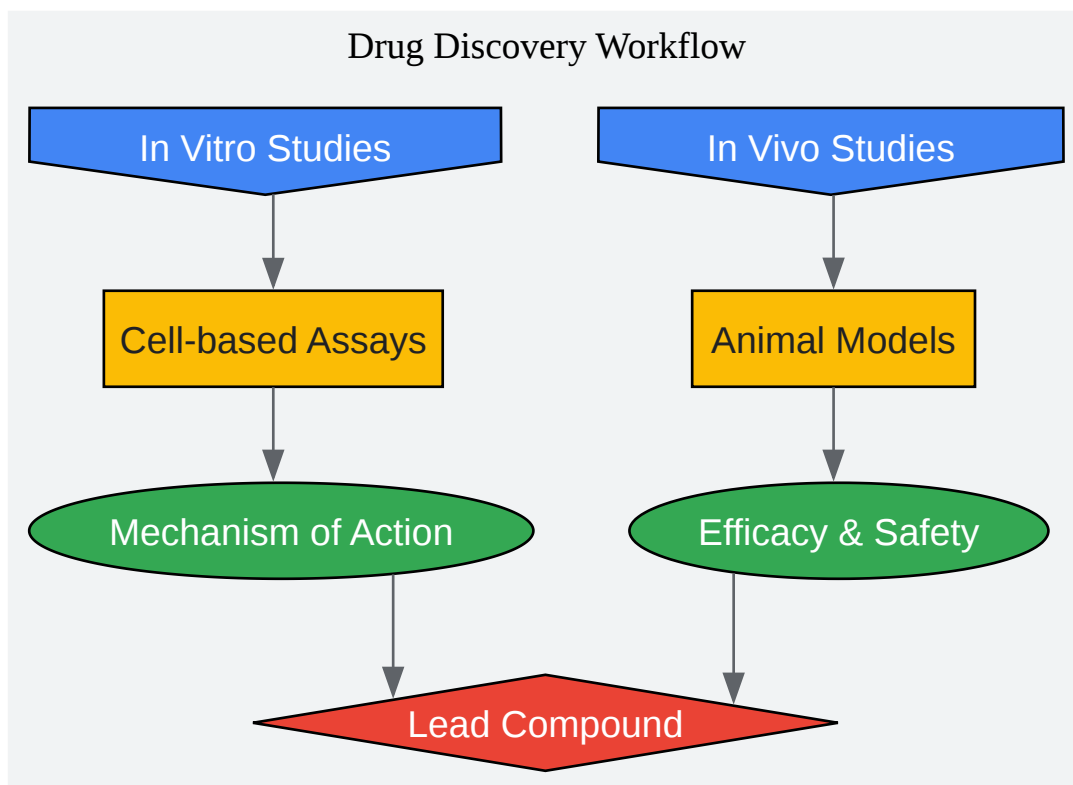 Drug Discovery Workflow
In Vitro Studies
In Vivo Studies
Cell-based Assays
Animal Models
Mechanism of Action
Efficacy & Safety
Lead Compound